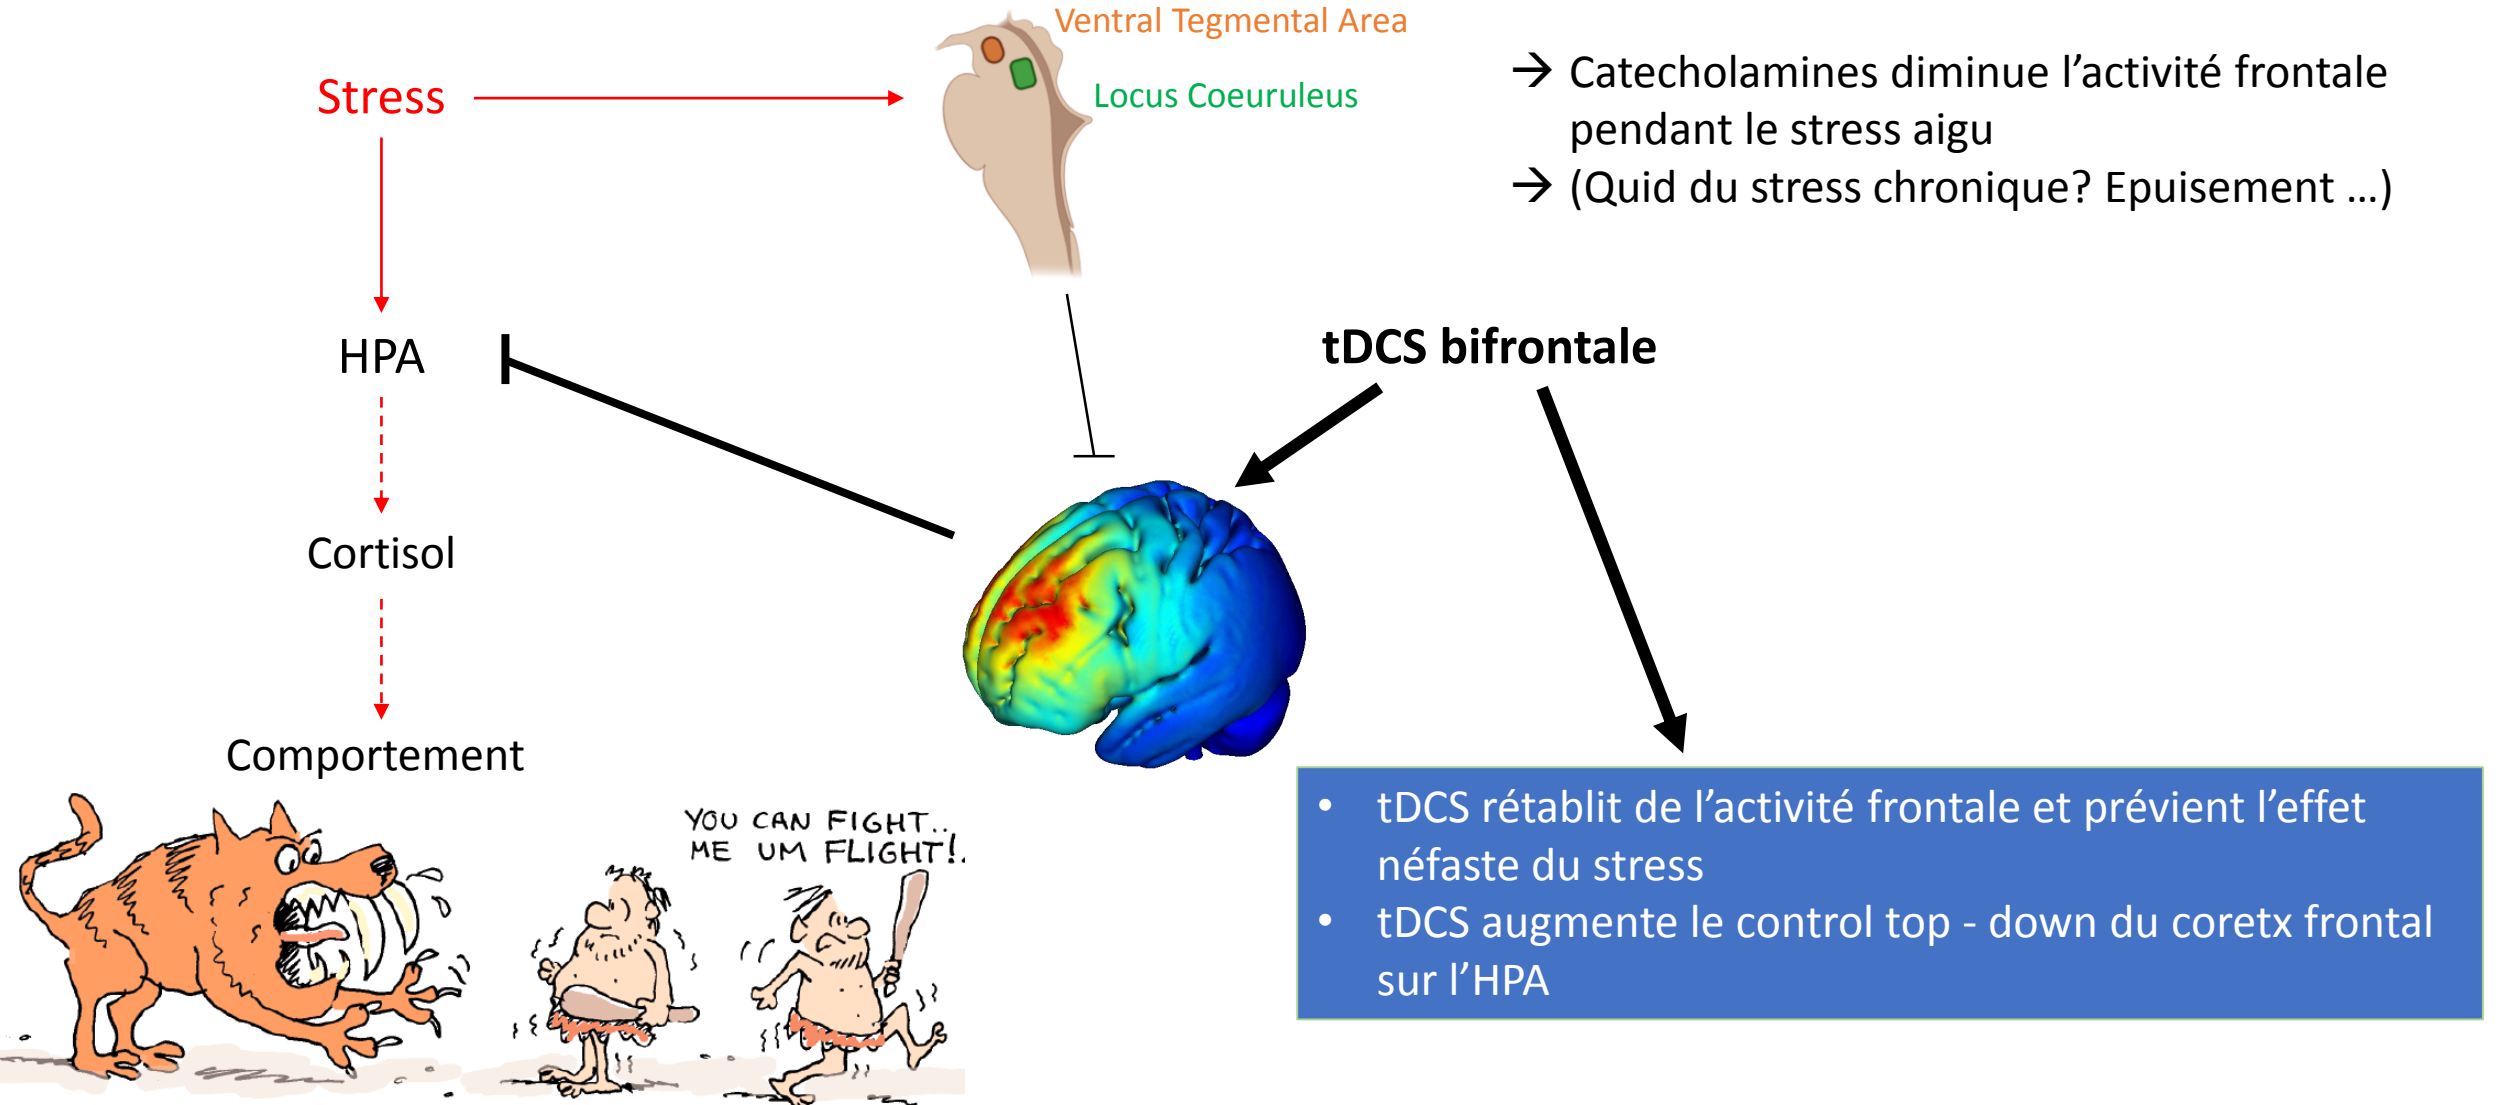 Ventral Tegmental Area
Stress
Locus Coeuruleus
→ Catecholamines diminue l’activité frontale
pendant le stress aigu
→ (Quid du stress chronique? Epuisement ...)
HPA
tDCS bifrontale
Cortisol
Comportement
YOU CAN FIGHT..
ME UM FLIGHT!.
• tDCS rétablit de l’activité frontale et prévient l’effet
néfaste du stress
• tDCS augmente le control top - down du coretx frontal
sur l’HPA